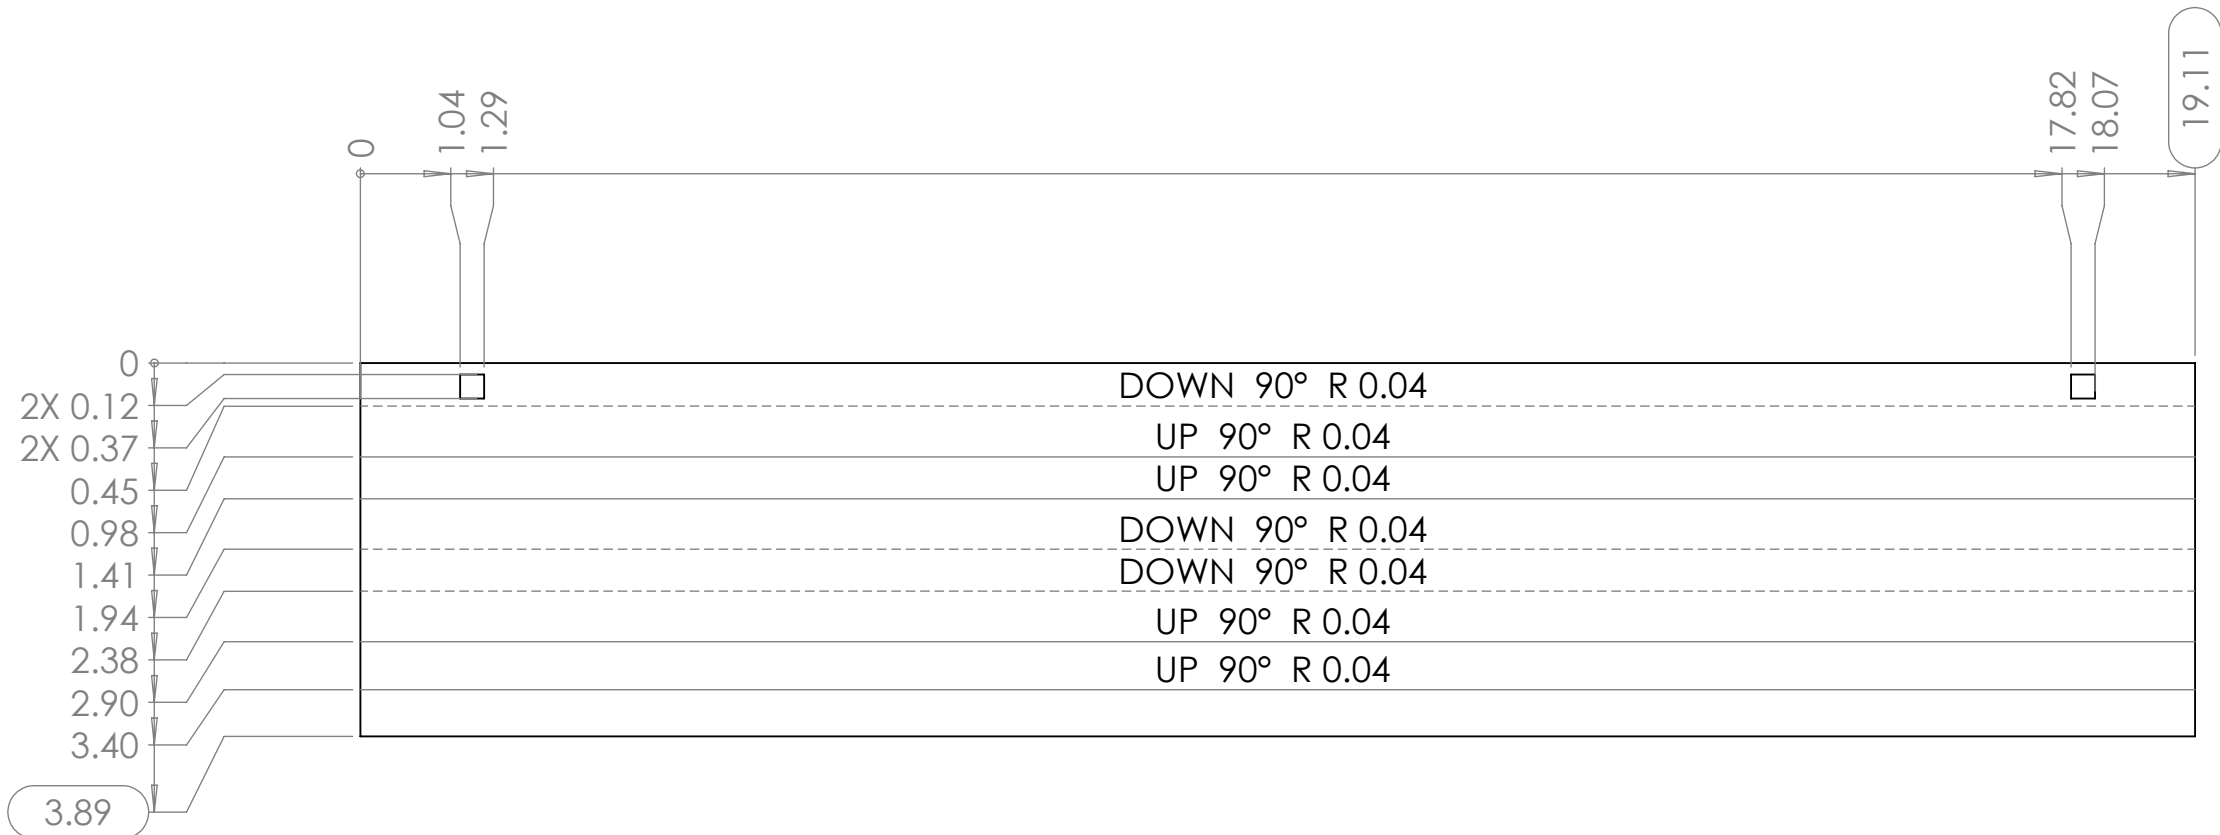 0
1.04
1.29
17.82
18.07
19.11
0
2X 0.12
2X 0.37
0.45
0.98
1.41
1.94
2.38
2.90
3.40
3.89
DOWN 90° R 0.04
UP 90° R 0.04
UP 90° R 0.04
DOWN 90° R 0.04
DOWN 90° R 0.04
UP 90° R 0.04
UP 90° R 0.04